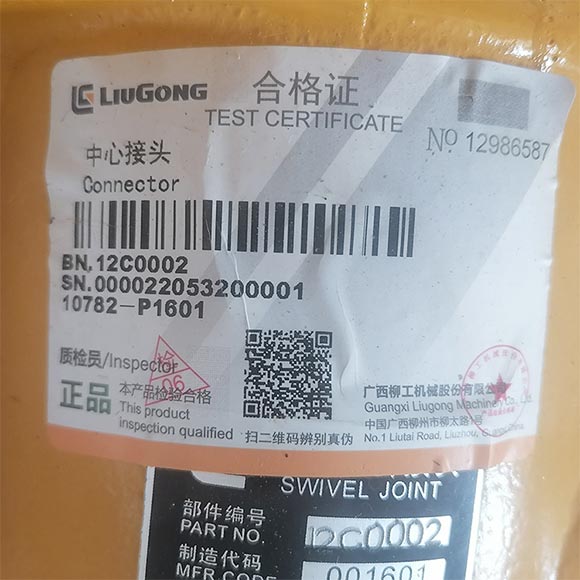 LIUGONG 合格证
TEST CERTIFICATE
№ 12986587
中心接头
Connector
BN.12C0002
SN.000022053200001
10782-P1601
质检员/Inspector
106
正品 本产品检验合格
This product
inspection qualified
扫二维码辨别真伪
广西柳工机械股份有限公司
Guangxi Liugong Machinery Co., Ltd.
中国广西柳州市柳太路1号
No.1 Liutai Road, Liuzhou, G China
SWIVEL JOINT
部件编号
PART NO. 12C0002
制造代码
MFR CODE 001601